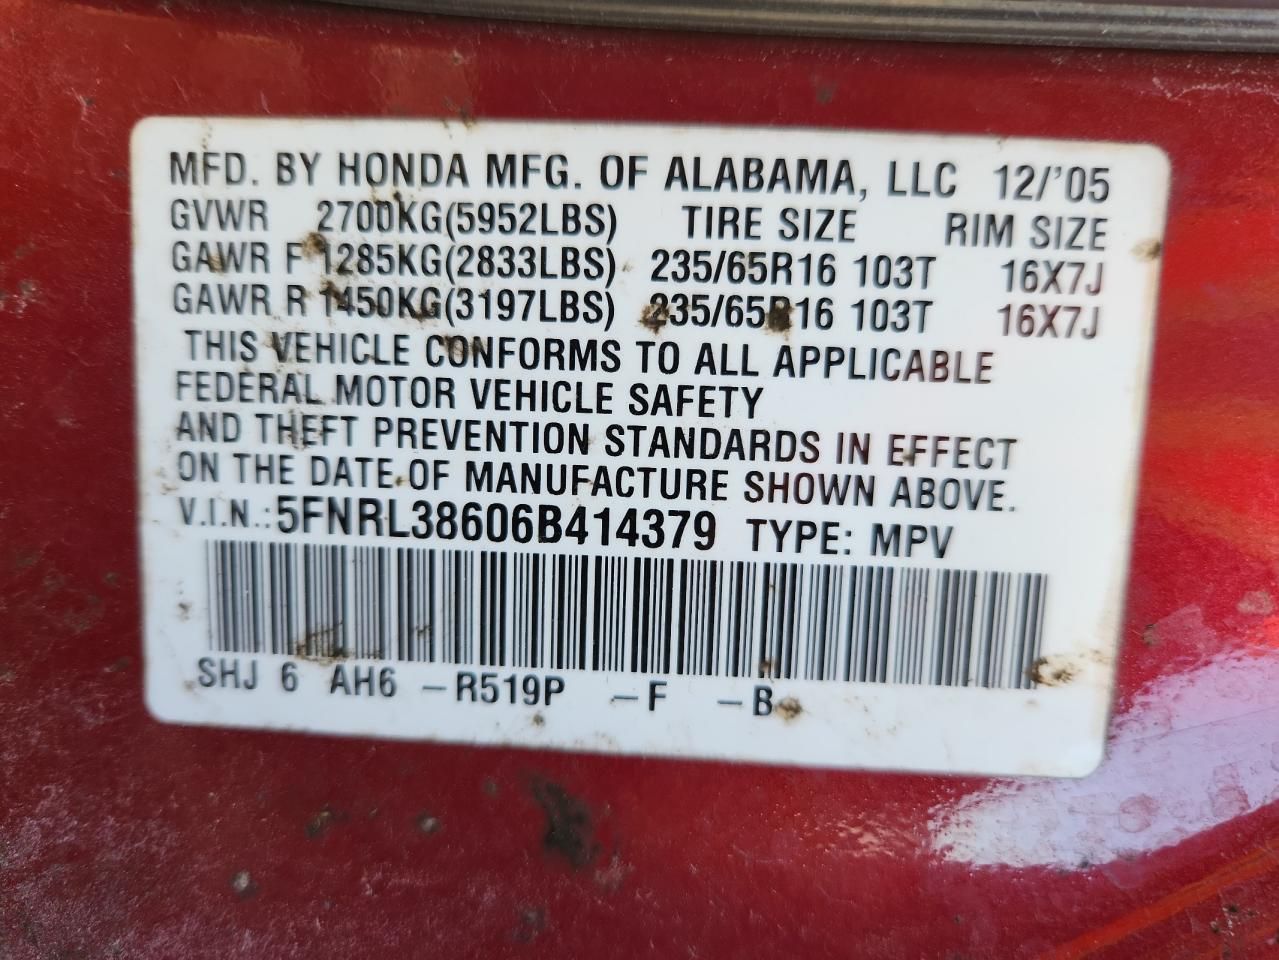 MFD. BY HONDA MFG. OF ALABAMA, LLC 12/'05
GVWR 2700KG(5952LBS) TIRE SIZE RIM SIZE
GAWR F 1285KG(2833LBS) 235/65R16 103T 16X7J
GAWR R 1450KG(3197LBS) 235/65R16 103T 16X7J
THIS VEHICLE CONFORMS TO ALL APPLICABLE
FEDERAL MOTOR VEHICLE SAFETY
AND THEFT PREVENTION STANDARDS IN EFFECT
ON THE DATE OF MANUFACTURE SHOWN ABOVE.
V.I.N.:5FNRL38606B414379 TYPE: MPV
SHJ 6 AH6 –R519P –F –B